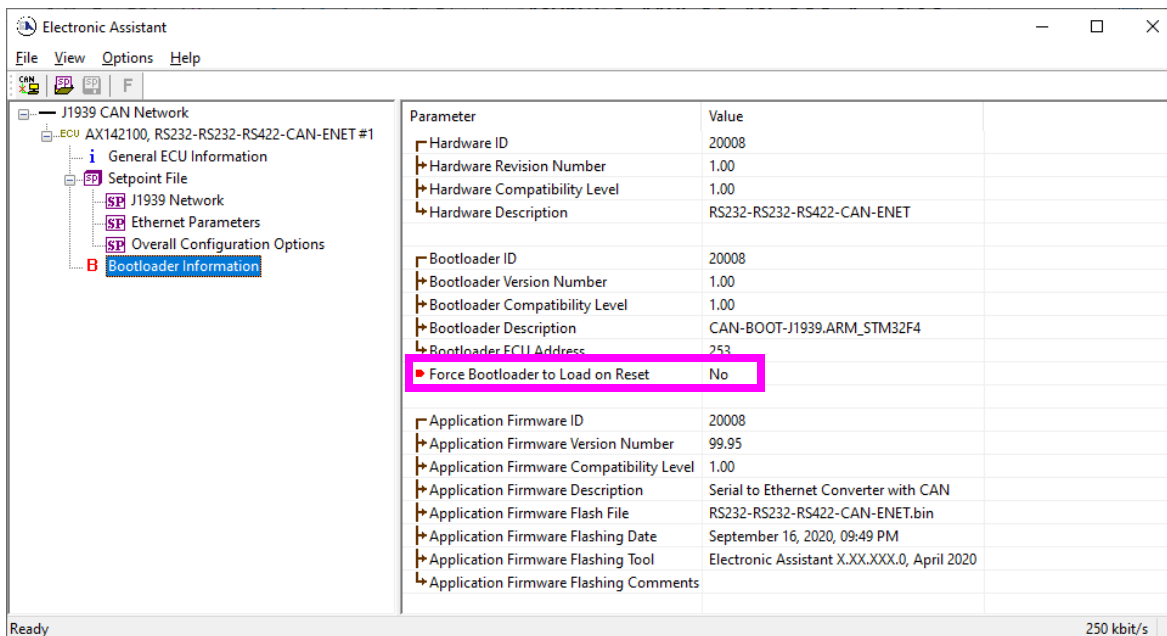 Electronic Assistant
File View Options Help
CAN SP SP F
J1939 CAN Network
ECU AX142100, RS232-RS232-RS422-CAN-ENET #1
i General ECU Information
SP Setpoint File
SP J1939 Network
SP Ethernet Parameters
SP Overall Configuration Options
B Bootloader Information
Parameter Value
Hardware ID 20008
Hardware Revision Number 1.00
Hardware Compatibility Level 1.00
Hardware Description RS232-RS232-RS422-CAN-ENET
Bootloader ID 20008
Bootloader Version Number 1.00
Bootloader Compatibility Level 1.00
Bootloader Description CAN-BOOT-J1939.ARM_STM32F4
Bootloader ECU Address 253
Force Bootloader to Load on Reset No
Application Firmware ID 20008
Application Firmware Version Number 99.95
Application Firmware Compatibility Level 1.00
Application Firmware Description Serial to Ethernet Converter with CAN
Application Firmware Flash File RS232-RS232-RS422-CAN-ENET.bin
Application Firmware Flashing Date September 16, 2020, 09:49 PM
Application Firmware Flashing Tool Electronic Assistant X.XX.XXX.0, April 2020
Application Firmware Flashing Comments
Ready 250 kbit/s